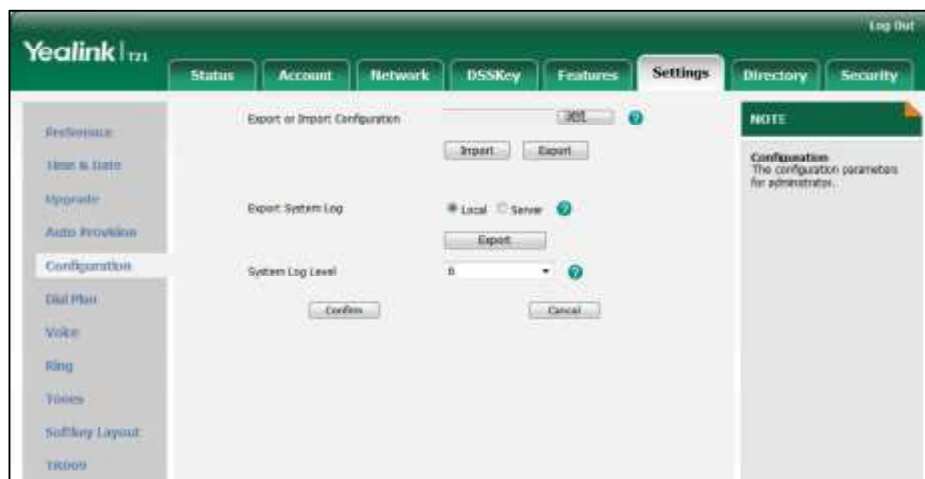 Log Out
Yealink | T21
Status Account Network DSSKey Features Settings Directory Security
Preference
Time & Date
Upgrade
Auto Provision
Configuration
Dial Plan
Voice
Ring
Tones
Softkey Layout
TR069
Export or Import Configuration
Import Export
Export System Log
Local Server
Export
System Log Level
6
Confirm Cancel
NOTE
Configuration
The configuration parameters
for administrator.